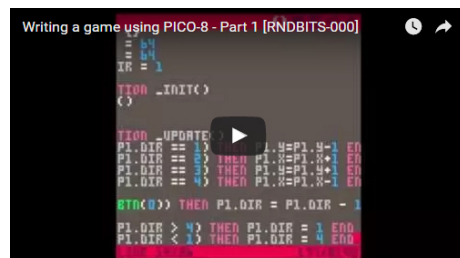 Writing a game using PICO-8 - Part 1 [RNDBITS-000]
()
= 64
= 64
IR = 1
TION _INIT()
()
TION _UPDATE()
P1.DIR == 1) THEN P1.Y=P1.Y-1 EN
P1.DIR == 2) THEN P1.X=P1.X+1 EN
P1.DIR == 3) THEN P1.Y=P1.Y+1 EN
P1.DIR == 4) THEN P1.X=P1.X-1 EN
BTN(0)) THEN P1.DIR = P1.DIR - 1
P1.DIR > 4) THEN P1.DIR = 1 END
P1.DIR < 1) THEN P1.DIR = 4 END